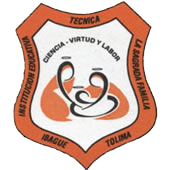 TECNICA
INSTITUCION EDUCATIVA
LA SAGRADA FAMILIA
CIENCIA - VIRTUD Y LABOR
IBAGUE
TOLIMA